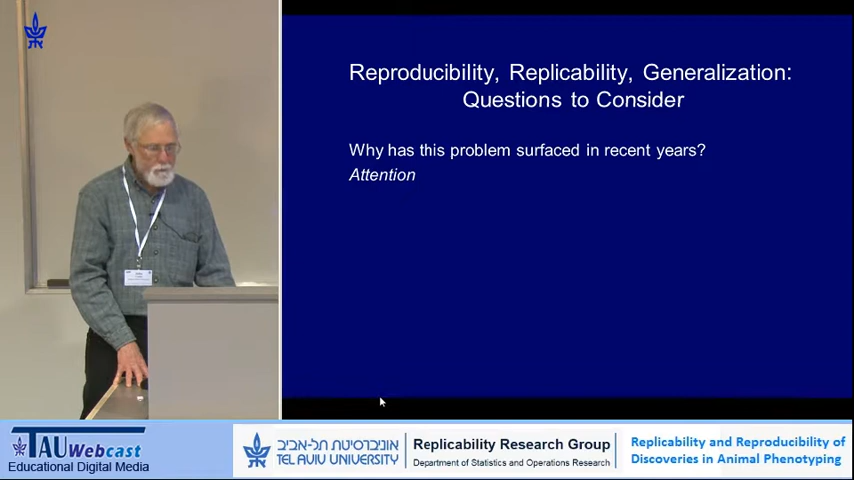 Reproducibility, Replicability, Generalization:
Questions to Consider
Why has this problem surfaced in recent years?
Attention
TAU Webcast
Educational Digital Media
אוניברסיטת תל-אביב
TEL AVIV UNIVERSITY
Replicability Research Group
Department of Statistics and Operations Research
Replicability and Reproducibility of
Discoveries in Animal Phenotyping